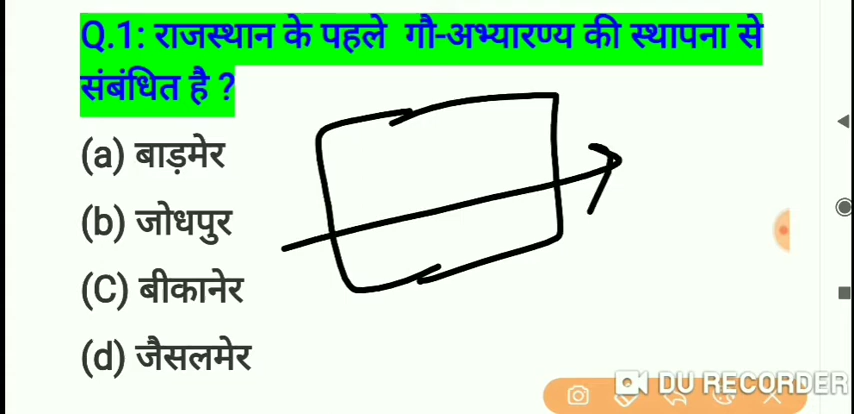 Q.1: राजस्थान के पहले गौ-अभ्यारण्य की स्थापना से
संबंधित है ?
(a) बाड़मेर
(b) जोधपुर
(C) बीकानेर
(d) जैसलमेर
DU RECORDER